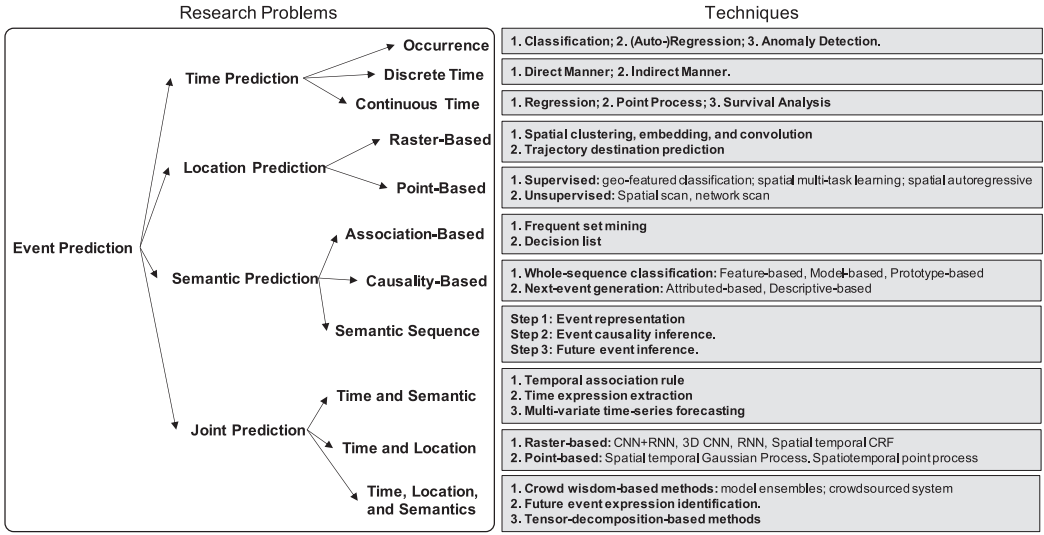 Research Problems
Techniques
Event Prediction
Time Prediction
Occurrence
Discrete Time
Continuous Time
Location Prediction
Raster-Based
Point-Based
Semantic Prediction
Association-Based
Causality-Based
Semantic Sequence
Joint Prediction
Time and Semantic
Time and Location
Time, Location,
and Semantics
1. Classification; 2. (Auto-)Regression; 3. Anomaly Detection.
1. Direct Manner; 2. Indirect Manner.
1. Regression; 2. Point Process; 3. Survival Analysis
1. Spatial clustering, embedding, and convolution
2. Trajectory destination prediction
1. Supervised: geo-featured classification; spatial multi-task learning; spatial autoregressive
2. Unsupervised: Spatial scan, network scan
1. Frequent set mining
2. Decision list
1. Whole-sequence classification: Feature-based, Model-based, Prototype-based
2. Next-event generation: Attributed-based, Descriptive-based
Step 1: Event representation
Step 2: Event causality inference.
Step 3: Future event inference.
1. Temporal association rule
2. Time expression extraction
3. Multi-variate time-series forecasting
1. Raster-based: CNN+RNN, 3D CNN, RNN, Spatial temporal CRF
2. Point-based: Spatial temporal Gaussian Process. Spatiotemporal point process
1. Crowd wisdom-based methods: model ensembles; crowdsourced system
2. Future event expression identification.
3. Tensor-decomposition-based methods